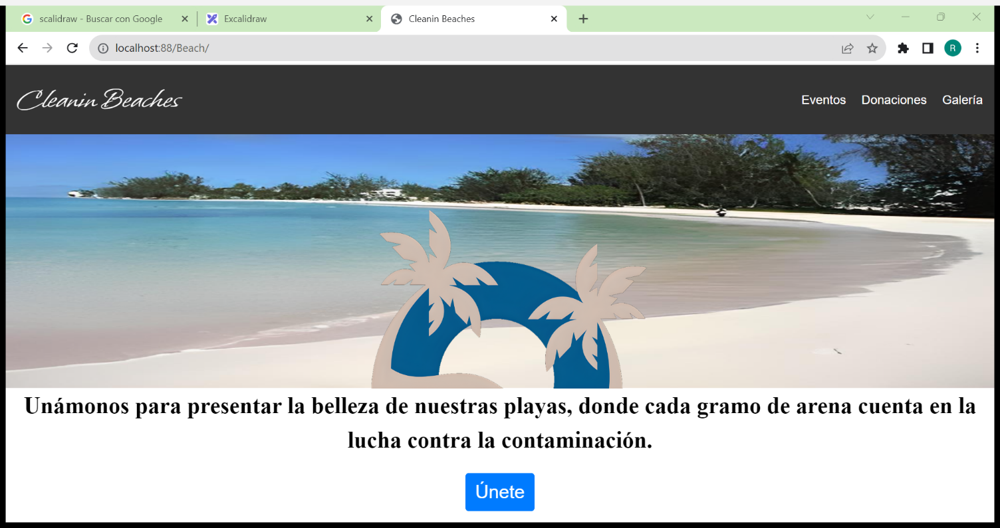 scalidraw - Buscar con Google
Excalidraw
Cleanin Beaches
localhost:88/Beach/
R
Cleanin Beaches
Eventos Donaciones Galería
Unámonos para presentar la belleza de nuestras playas, donde cada gramo de arena cuenta en la
lucha contra la contaminación.
Únete